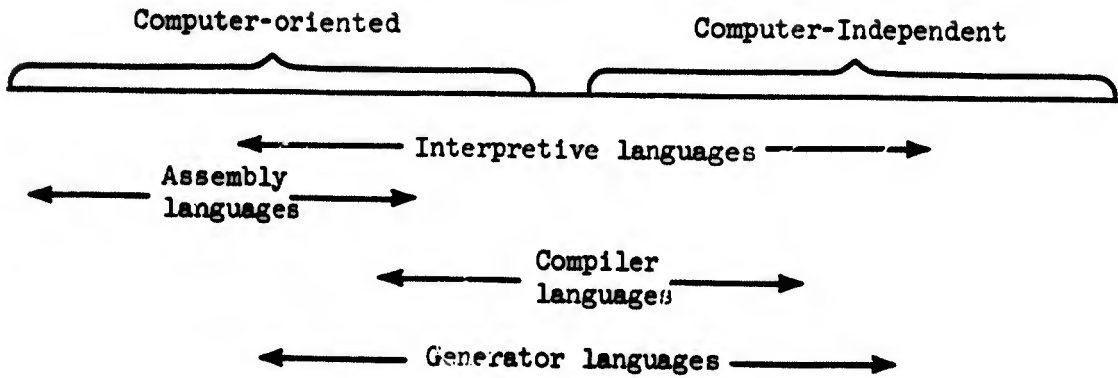 Computer-oriented
Computer-Independent
Interpretive languages
Assembly
languages
Compiler
languages
Generator languages